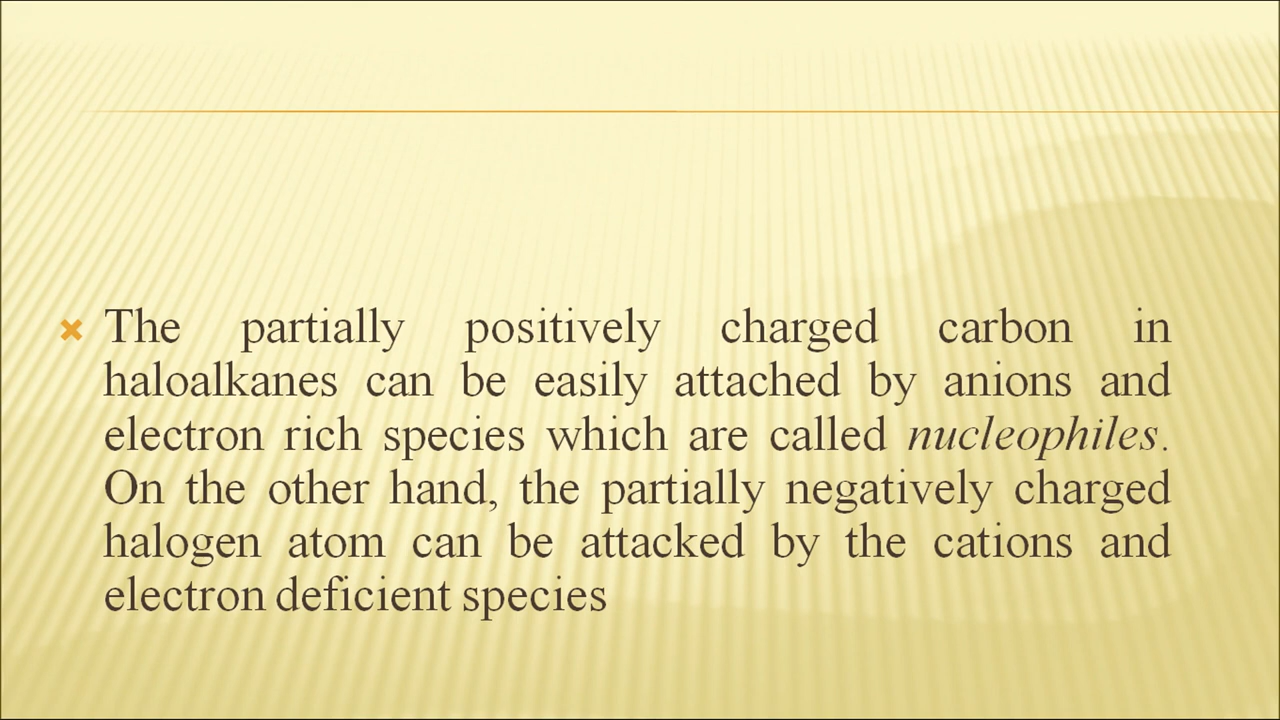 The partially positively charged carbon in
haloalkanes can be easily attached by anions and
electron rich species which are called nucleophiles.
On the other hand, the partially negatively charged
halogen atom can be attacked by the cations and
electron deficient species